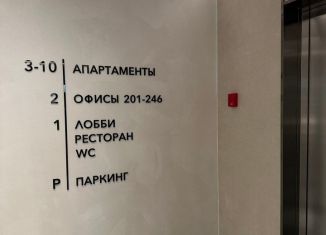 3-10 АПАРТАМЕНТЫ
2 ОФИСЫ 201-246
1 ЛОББИ
РЕСТОРАН
WC
P ПАРКИНГ